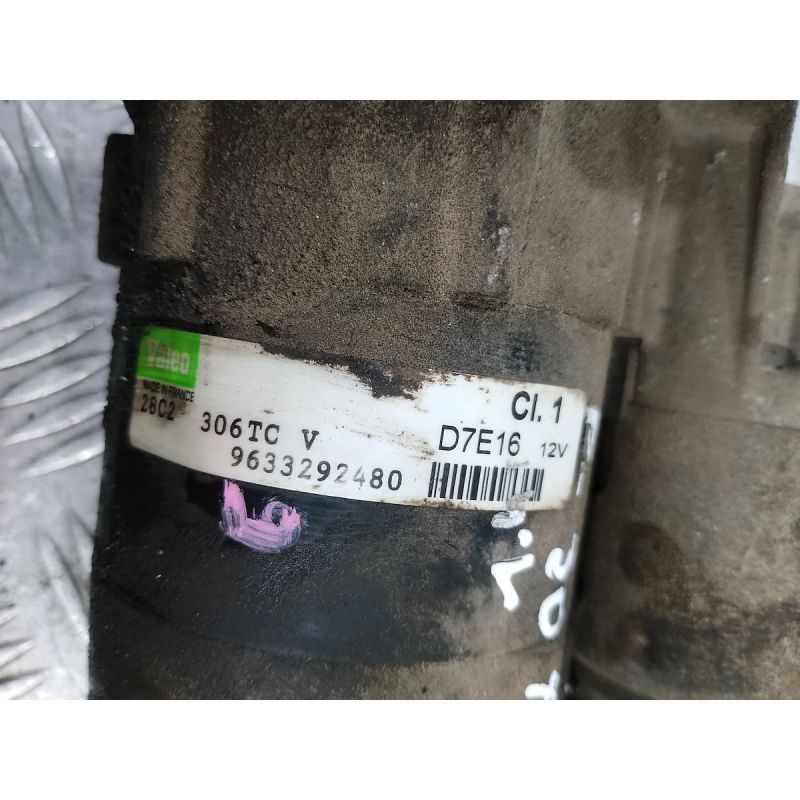 Valeo
MADE IN FRANCE
28C2
306TC V
9633292480
Cl. 1
D7E16 12V